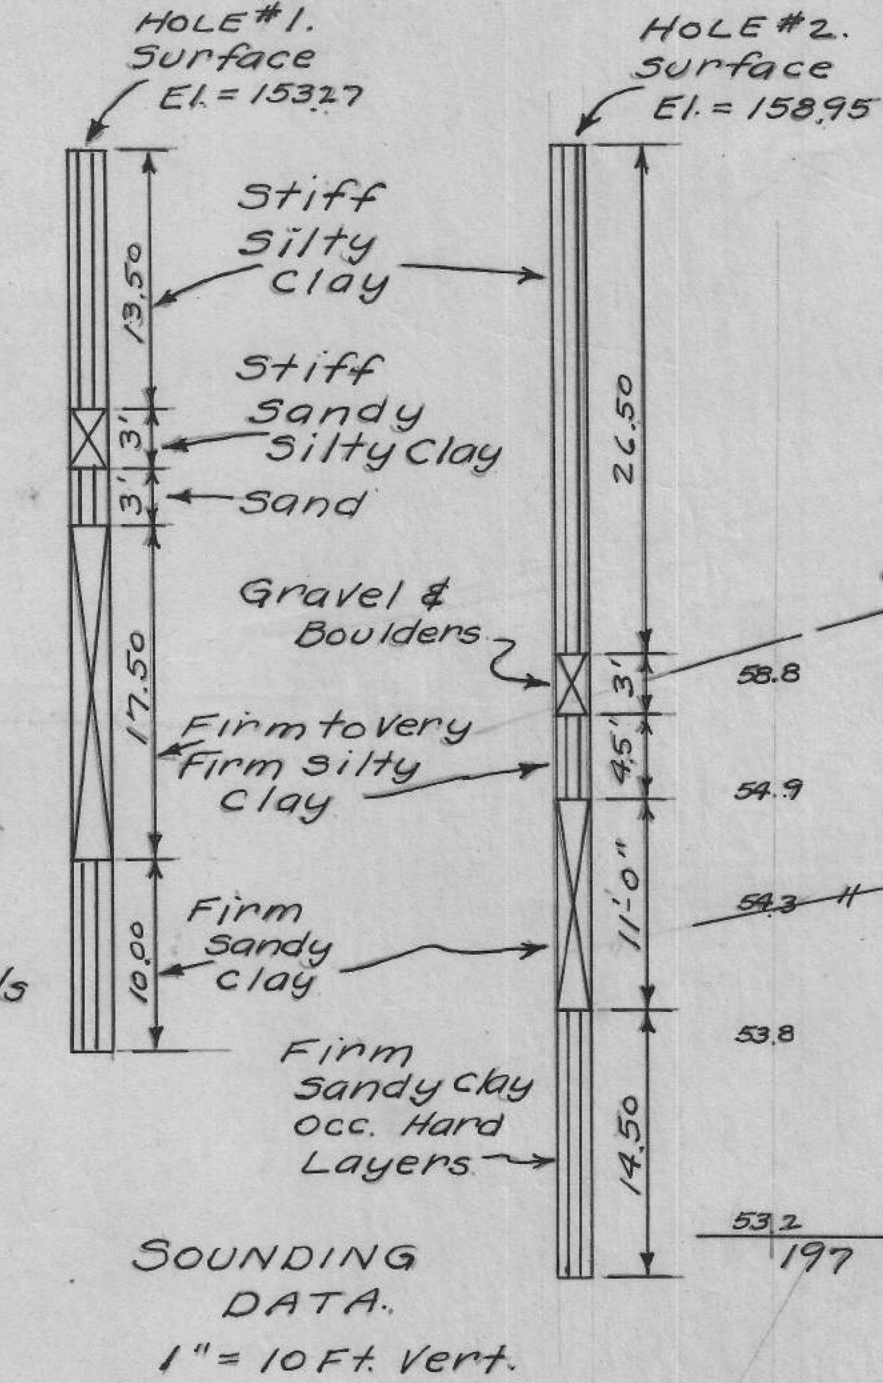 HOLE #1.
Surface
El. = 153.27
HOLE #2.
Surface
El. = 158.95
13.50
Stiff
Silty
Clay
3'
Stiff
Sandy
Silty Clay
3'
Sand
26.50
17.50
Gravel &
Boulders
3'
Firm to Very
Firm Silty
Clay
4.5'
10.00
Firm
Sandy
Clay
11'-0"
Firm
Sandy Clay
Occ. Hard
Layers
14.50
58.8
54.9
54.3
53.8
53.2
197
SOUNDING
DATA.
1" = 10 Ft. Vert.